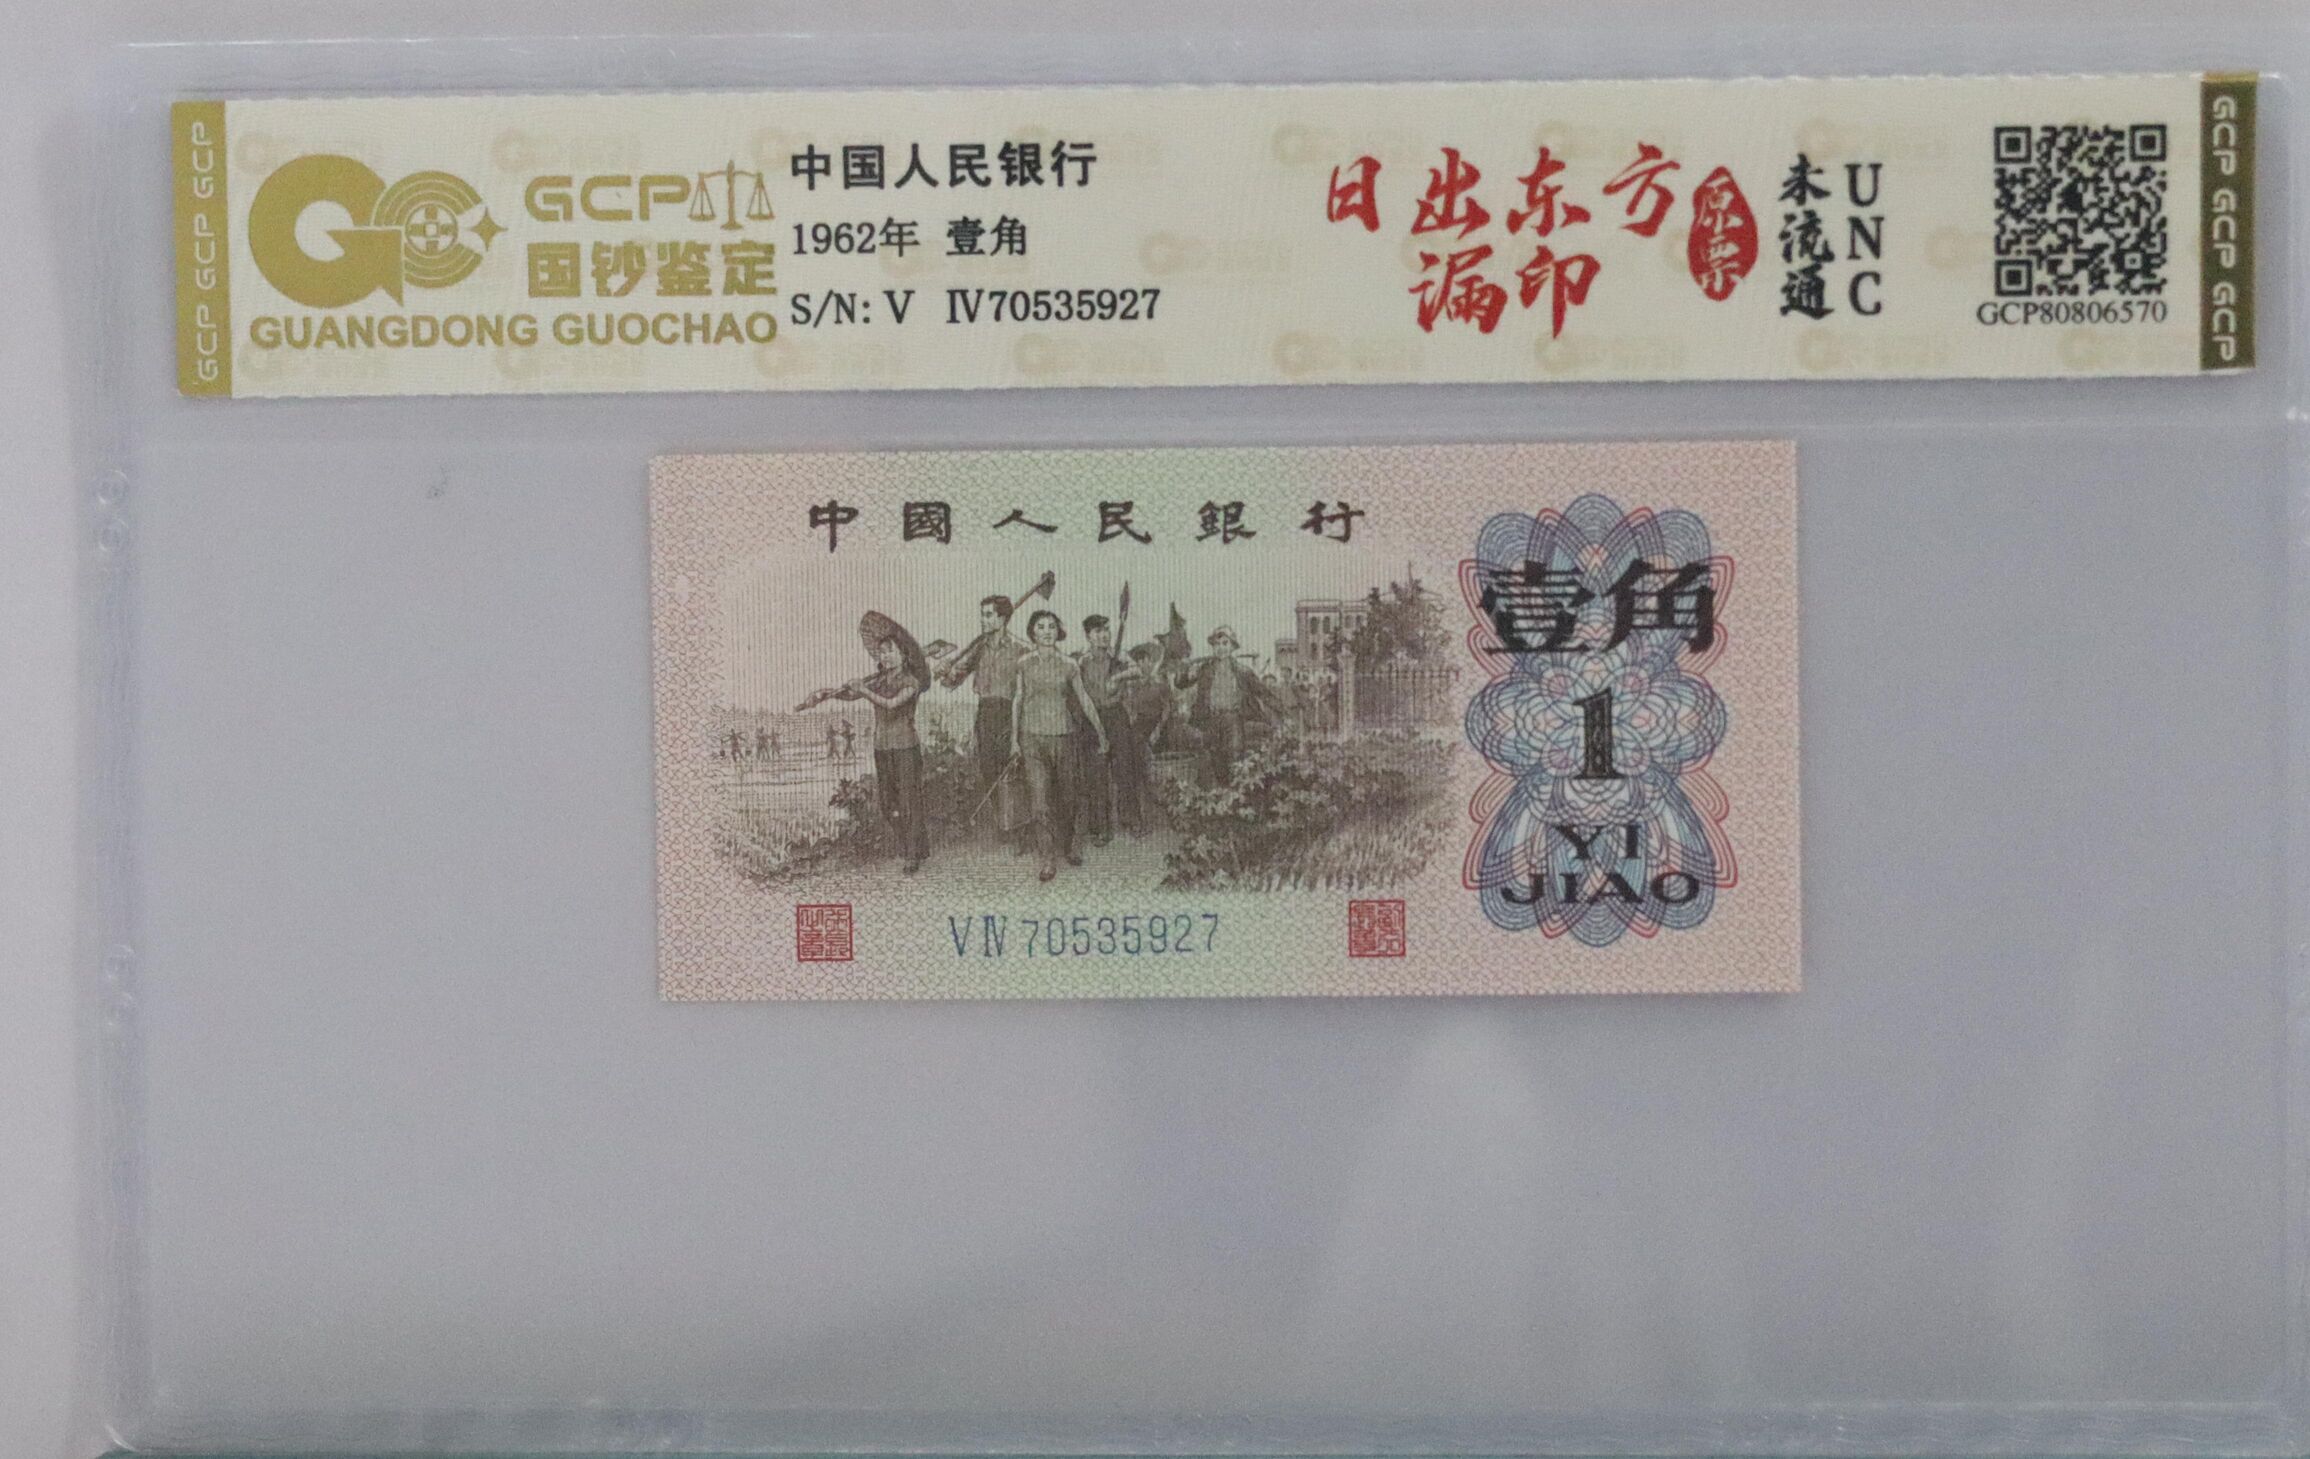 GCP GCP GCP
GCP
国钞鉴定
GUANGDONG GUOCHAO
中国人民银行
1962年 壹角
S/N: V IV70535927
日出东方
漏印
原票
未流通
UNC
GCP80806570
GCP GCP GCP
中國人民銀行
壹角
1
YI
JIAO
V IV 70535927